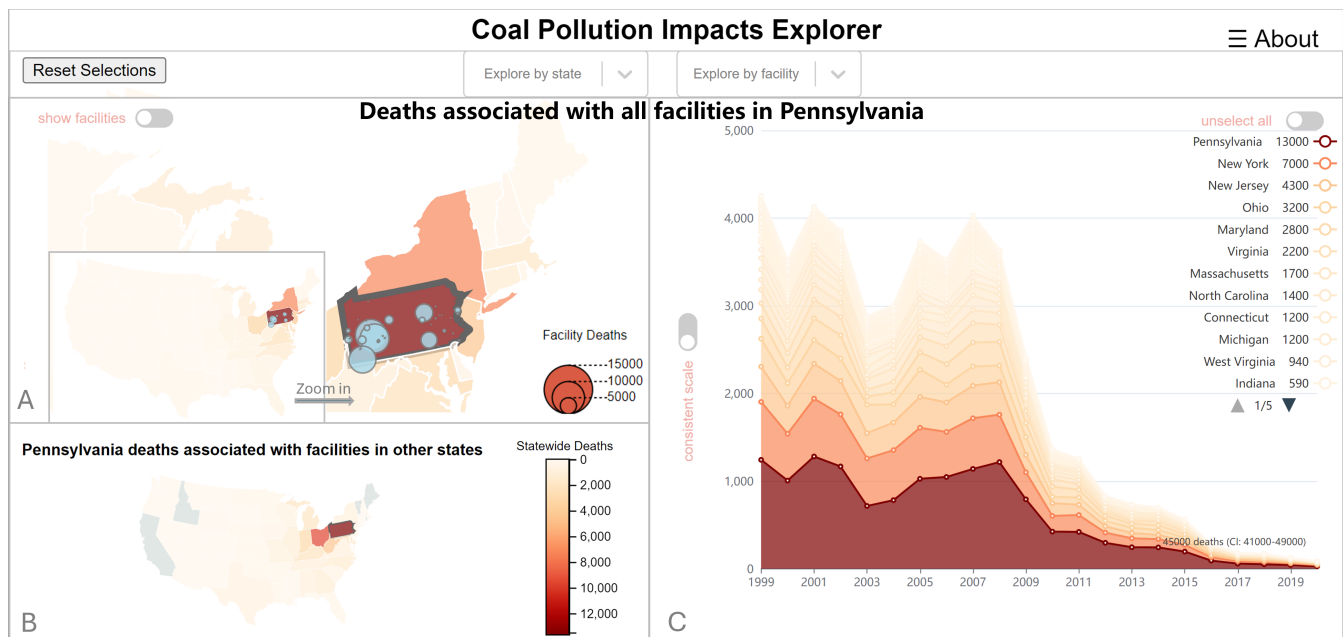 Coal Pollution Impacts Explorer
☰ About
Reset Selections
Explore by state
Explore by facility
Deaths associated with all facilities in Pennsylvania
show facilities
Zoom in
Facility Deaths
15000
10000
5000
A
Pennsylvania deaths associated with facilities in other states
Statewide Deaths
0
2,000
4,000
6,000
8,000
10,000
12,000
B
unselect all
Pennsylvania 13000
New York 7000
New Jersey 4300
Ohio 3200
Maryland 2800
Virginia 2200
Massachusetts 1700
North Carolina 1400
Connecticut 1200
Michigan 1200
West Virginia 940
Indiana 590
1/5
consistent scale
5,000
4,000
3,000
2,000
1,000
0
45000 deaths (CI: 41000-49000)
1999 2001 2003 2005 2007 2009 2011 2013 2015 2017 2019
C